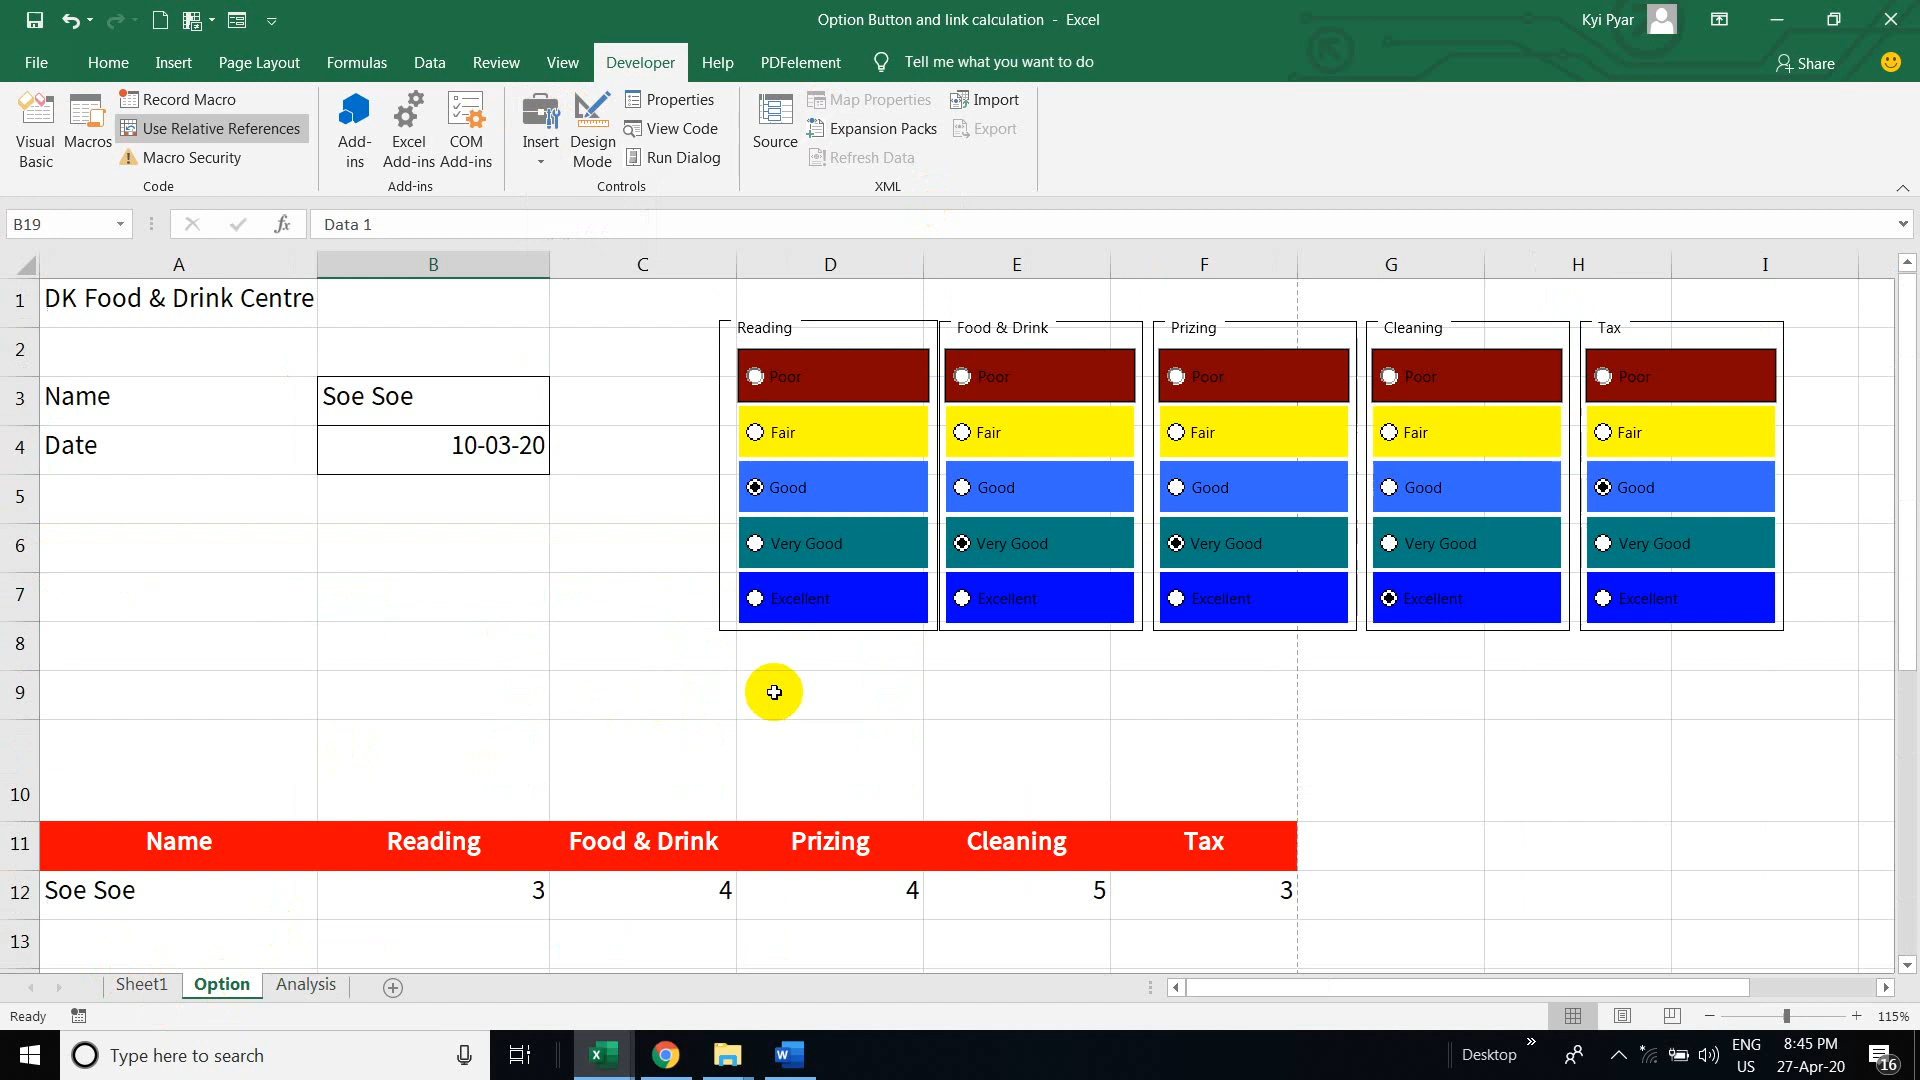 Option Button and link calculation - Excel
Kyi Pyar
File Home Insert Page Layout Formulas Data Review View Developer Help PDFelement Tell me what you want to do Share
Visual Basic
Macros
Record Macro
Use Relative References
Macro Security
Code
Add-ins
Excel Add-ins
COM Add-ins
Add-ins
Insert
Design Mode
Properties
View Code
Run Dialog
Controls
Source
Map Properties
Expansion Packs
Refresh Data
Import
Export
XML
B19 fx Data 1
A B C D E F G H I
1 DK Food & Drink Centre
Reading Food & Drink Prizing Cleaning Tax
2
Poor Poor Poor Poor Poor
3 Name Soe Soe
Fair Fair Fair Fair Fair
4 Date 10-03-20
Good Good Good Good Good
5
Very Good Very Good Very Good Very Good Very Good
6
Excellent Excellent Excellent Excellent Excellent
7
8
9
10
11 Name Reading Food & Drink Prizing Cleaning Tax
12 Soe Soe 3 4 4 5 3
13
Sheet1 Option Analysis
Ready 115%
Type here to search
Desktop
ENG US
8:45 PM
27-Apr-20
16